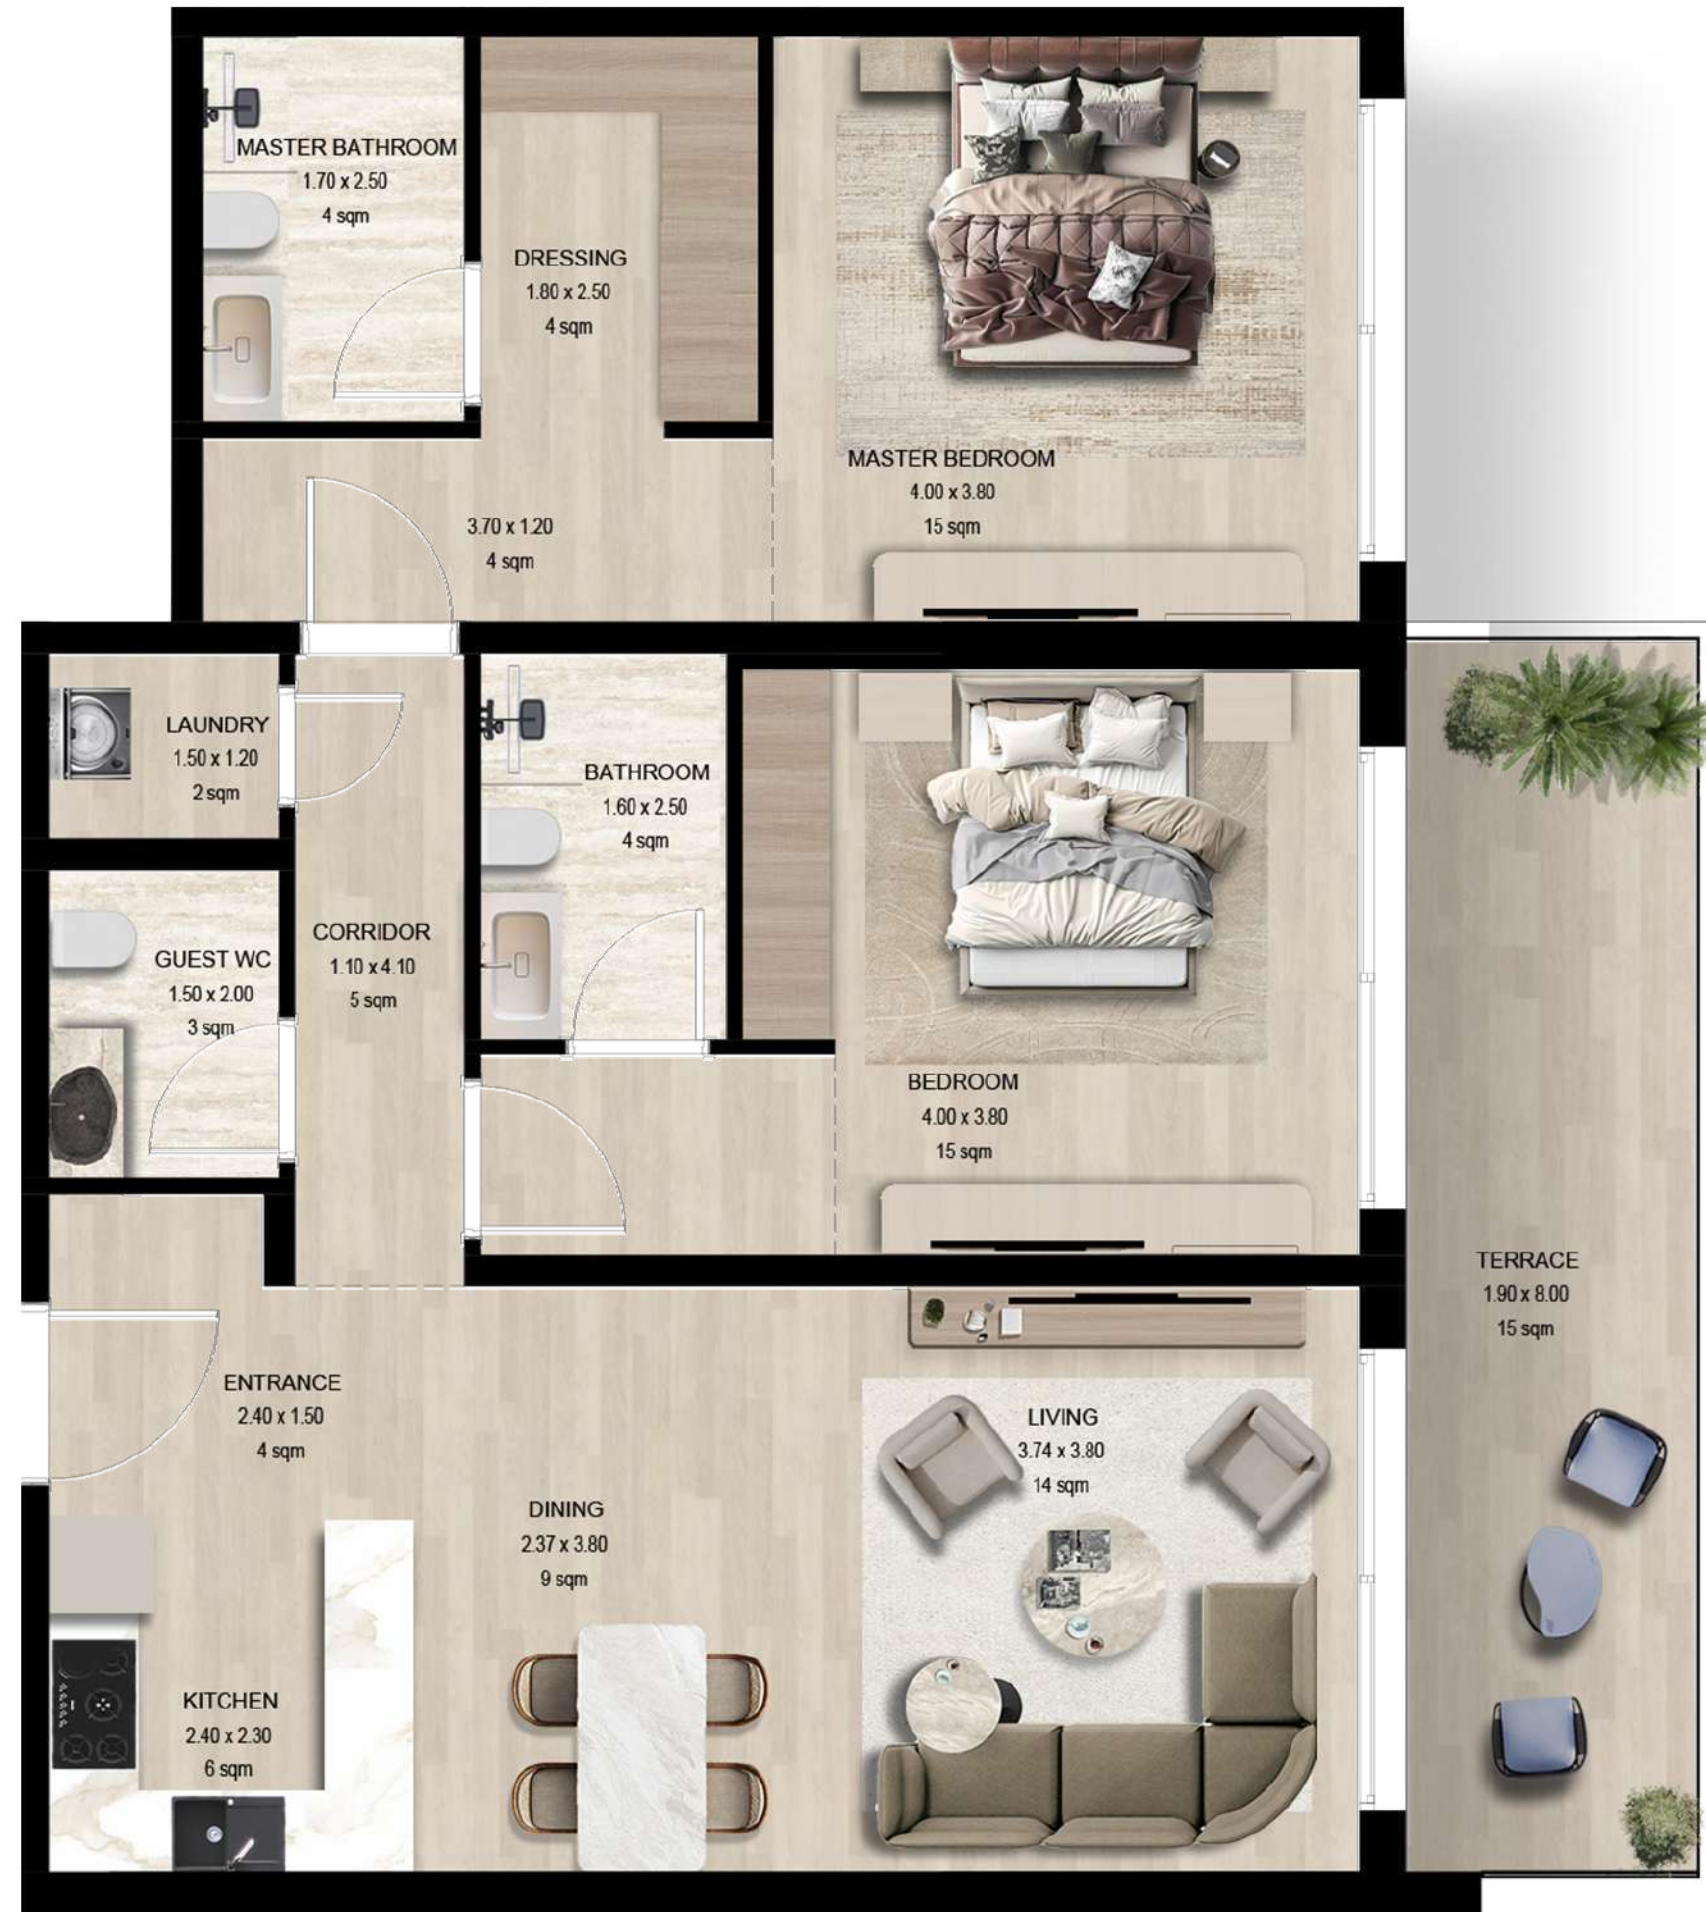 MASTER BATHROOM
1.70 x 2.50
4 sqm
DRESSING
1.80 x 2.50
4 sqm
MASTER BEDROOM
4.00 x 3.80
15 sqm
3.70 x 1.20
4 sqm
LAUNDRY
1.50 x 1.20
2 sqm
BATHROOM
1.60 x 2.50
4 sqm
GUEST WC
1.50 x 2.00
3 sqm
CORRIDOR
1.10 x 4.10
5 sqm
BEDROOM
4.00 x 3.80
15 sqm
TERRACE
1.90 x 8.00
15 sqm
ENTRANCE
2.40 x 1.50
4 sqm
LIVING
3.74 x 3.80
14 sqm
DINING
2.37 x 3.80
9 sqm
KITCHEN
2.40 x 2.30
6 sqm